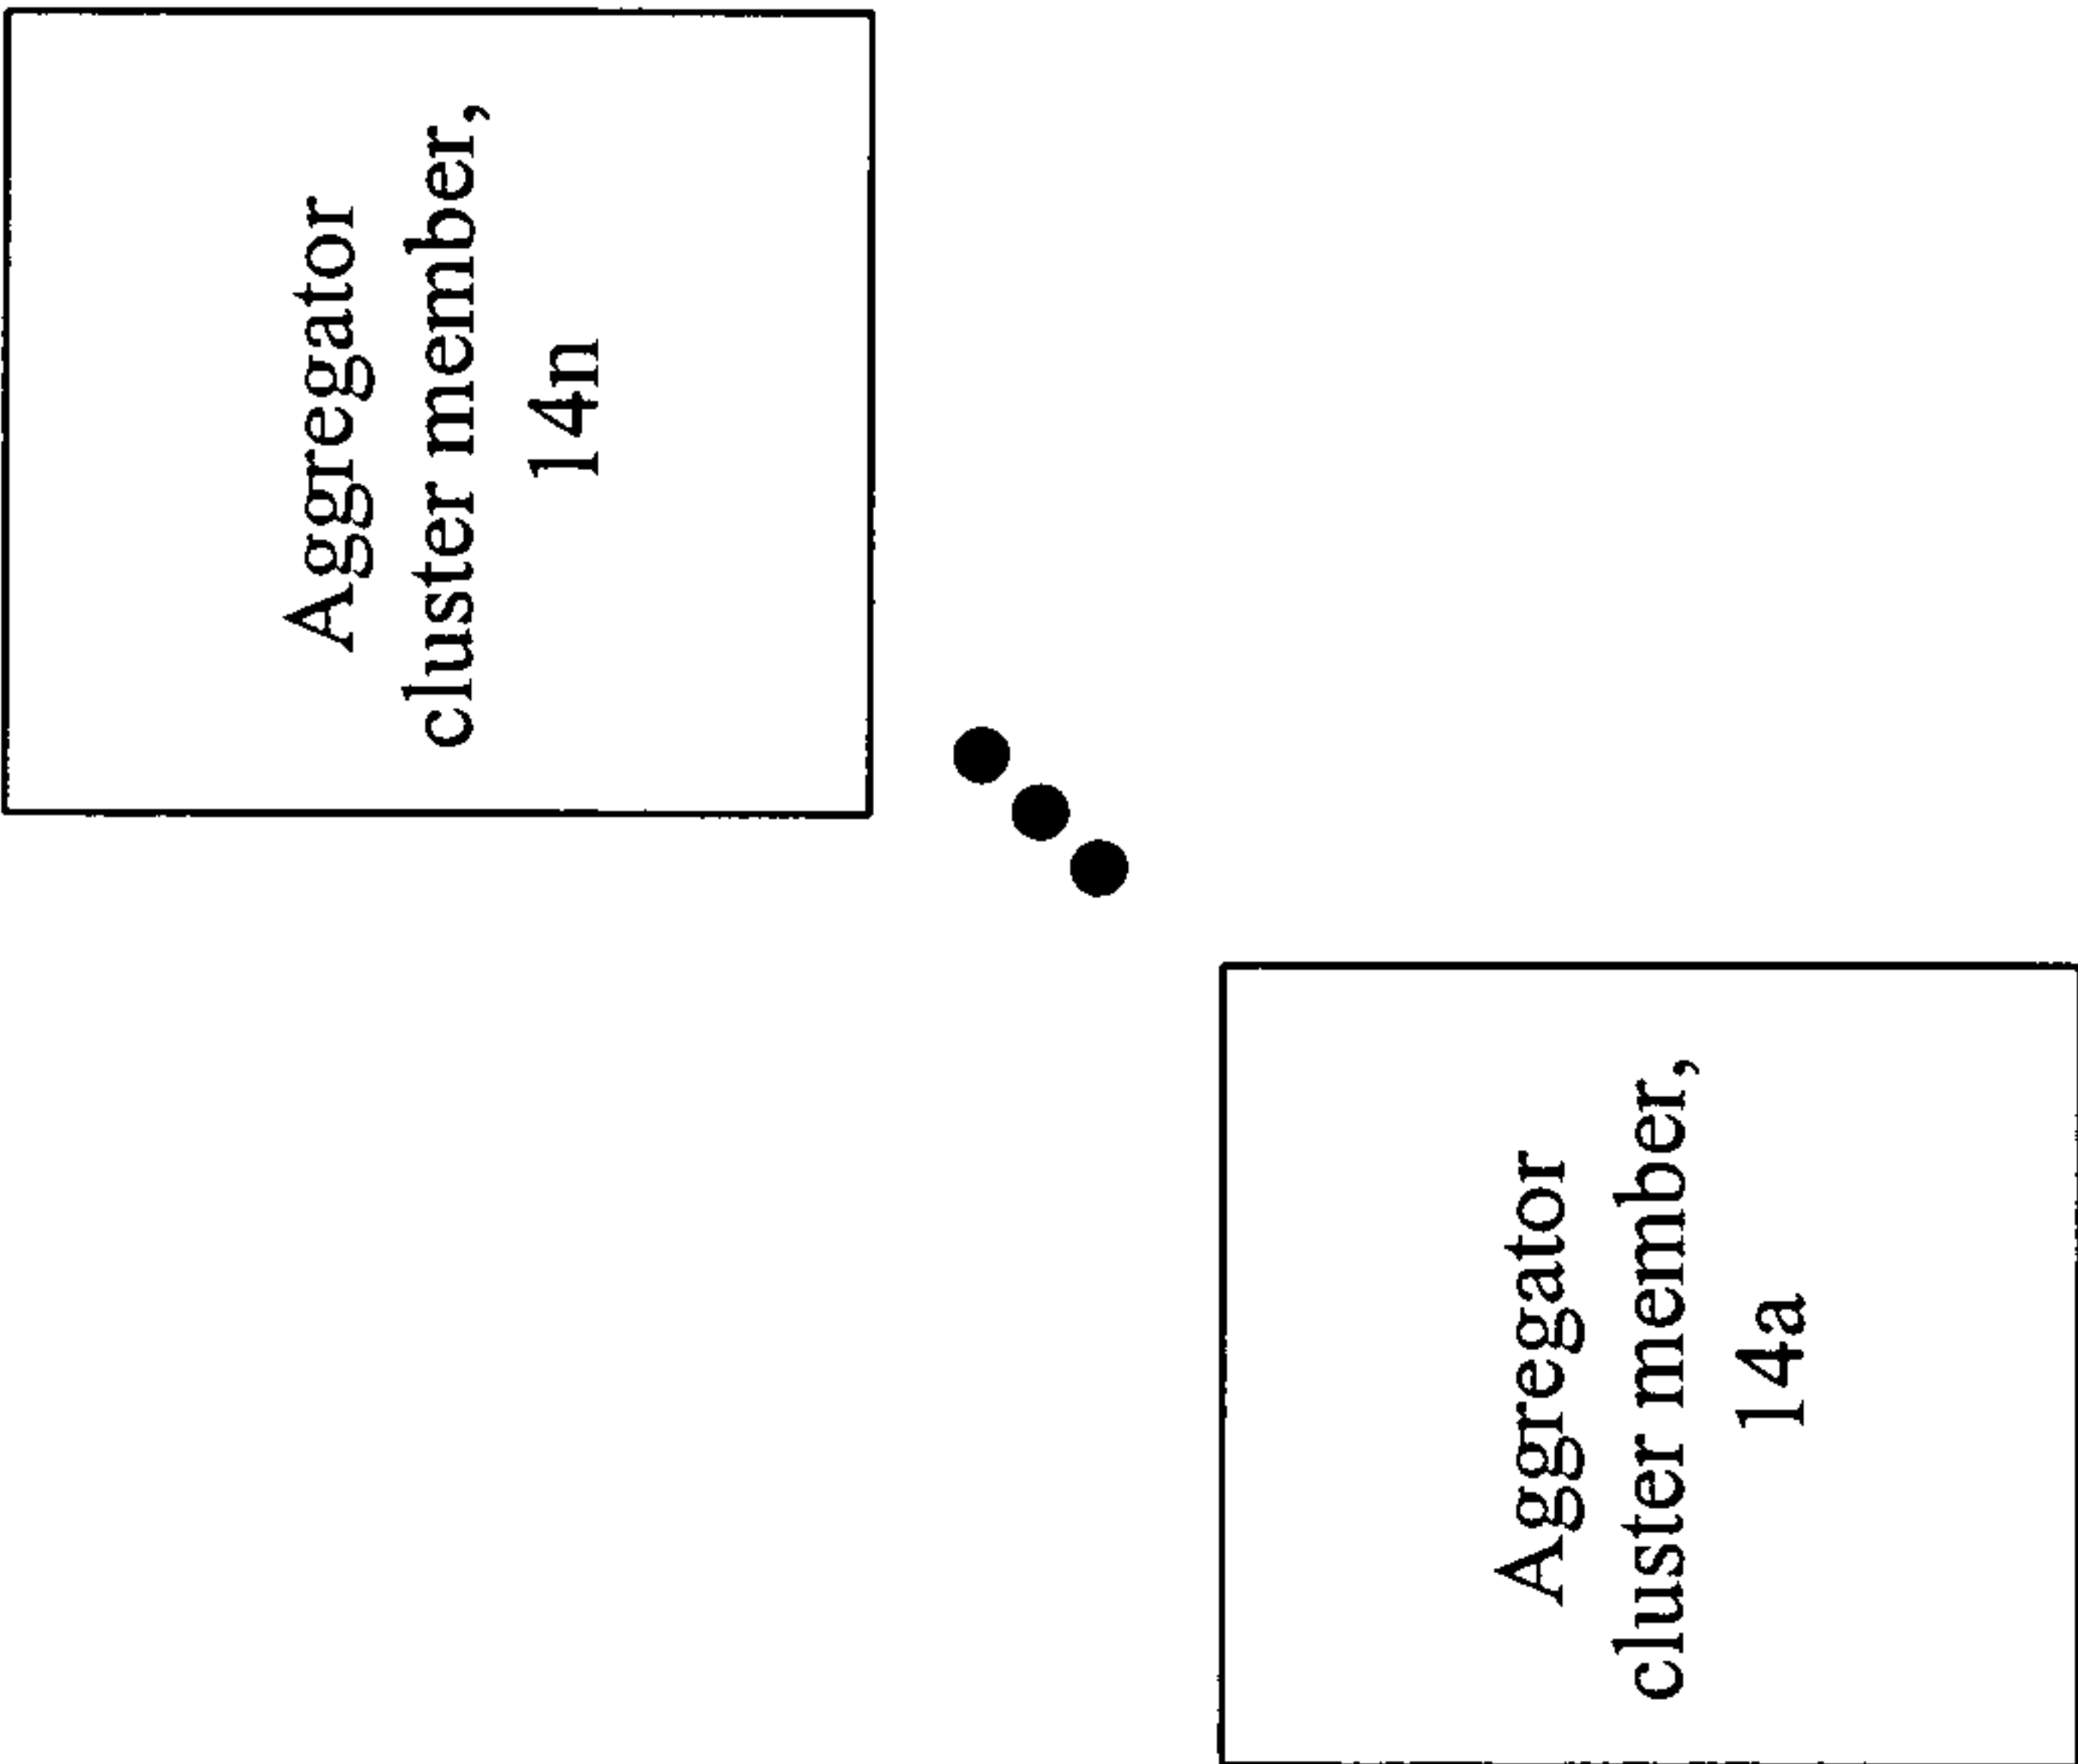 Aggregator
cluster member,
14n
Aggregator
cluster member,
14a